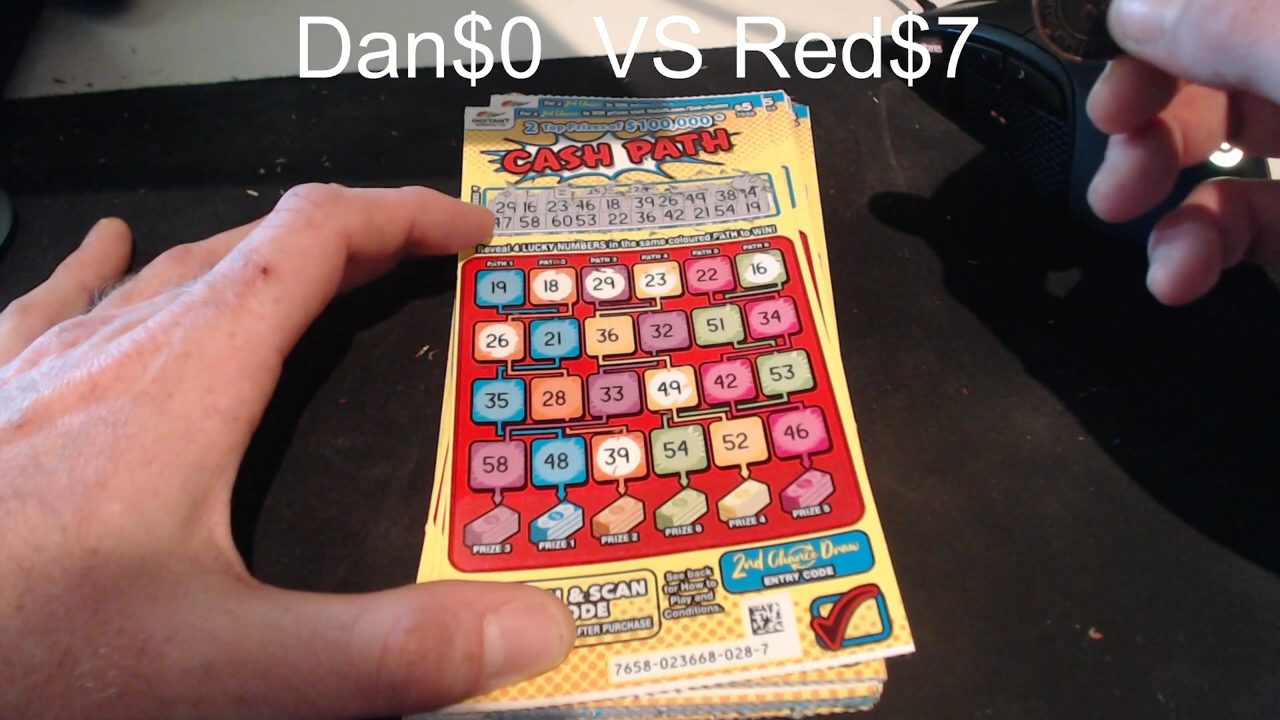 Dan$0 VS Red$7
$5
2 Top Prizes of $100,000*
CASH PATH
29 16 23 46 18 39 26 49 38 14
47 58 60 53 22 36 42 21 54 19
Reveal 4 LUCKY NUMBERS in the same coloured PATH to WIN!
PATH 1 PATH 2 PATH 3 PATH 4 PATH 5 PATH 6
19 18 29 23 22 16
26 21 36 32 51 34
35 28 33 49 42 53
58 48 39 54 52 46
PRIZE 3 PRIZE 1 PRIZE 2 PRIZE 6 PRIZE 4 PRIZE 5
& SCAN
AFTER PURCHASE
See back
for How to
Play and
Conditions.
2nd Chance Draw
ENTRY CODE
7658-023668-028-7